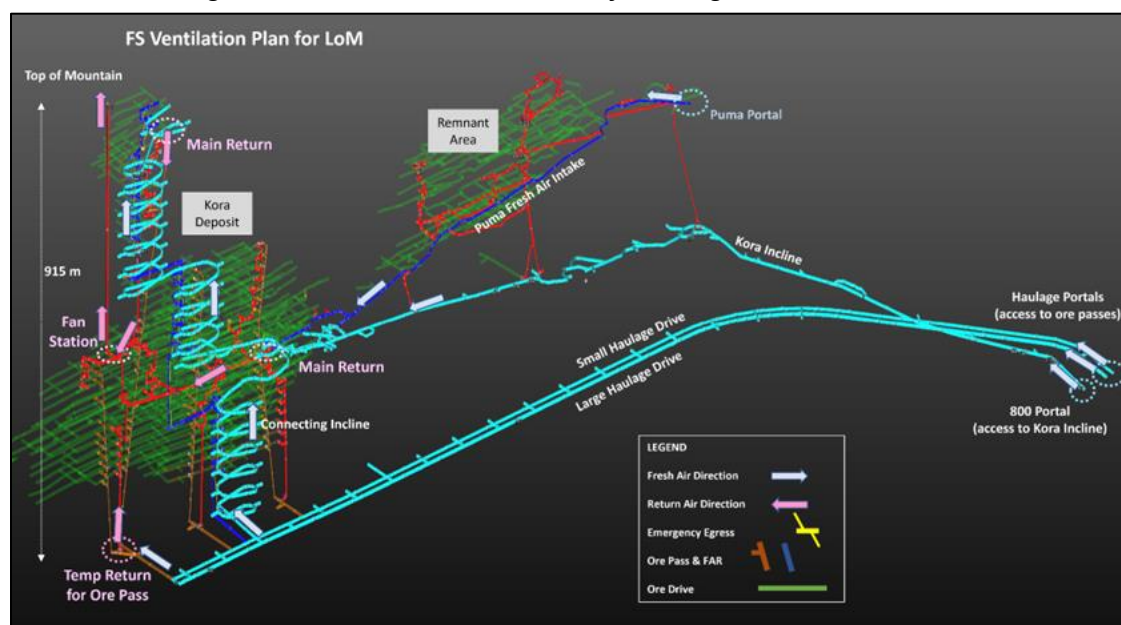 FS Ventilation Plan for LoM
Top of Mountain
Main Return
Kora
Deposit
915 m
Fan
Station
Main Return
Connecting Incline
Temp Return
for Ore Pass
Remnant
Area
Puma Fresh Air Intake
Puma Portal
Kora Incline
Small Haulage Drive
Large Haulage Drive
Haulage Portals
(access to ore passes)
800 Portal
(access to Kora Incline)
LEGEND
Fresh Air Direction
Return Air Direction
Emergency Egress
Ore Pass & FAR
Ore Drive